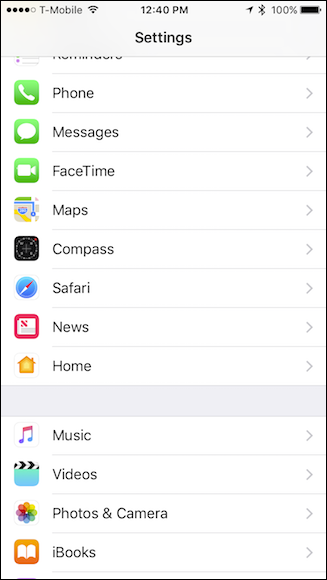 T-Mobile 12:40 PM 100%
Settings
Reminders
Phone
Messages
FaceTime
Maps
Compass
Safari
News
Home
Music
Videos
Photos & Camera
iBooks